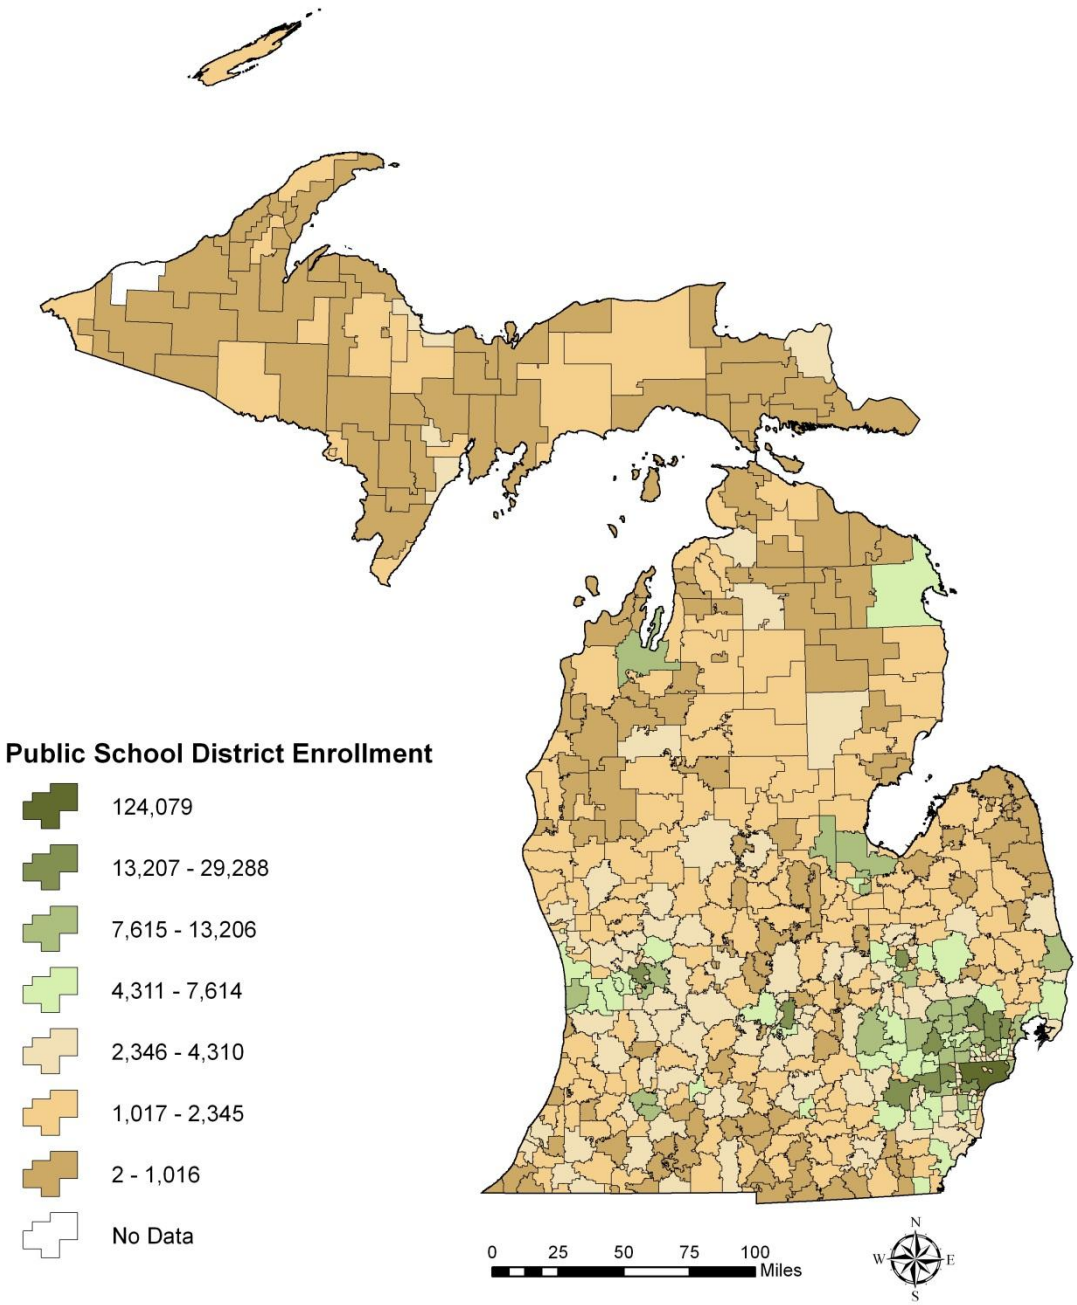 Public School District Enrollment
124,079
13,207 - 29,288
7,615 - 13,206
4,311 - 7,614
2,346 - 4,310
1,017 - 2,345
2 - 1,016
No Data
0 25 50 75 100
Miles
N
W E
S